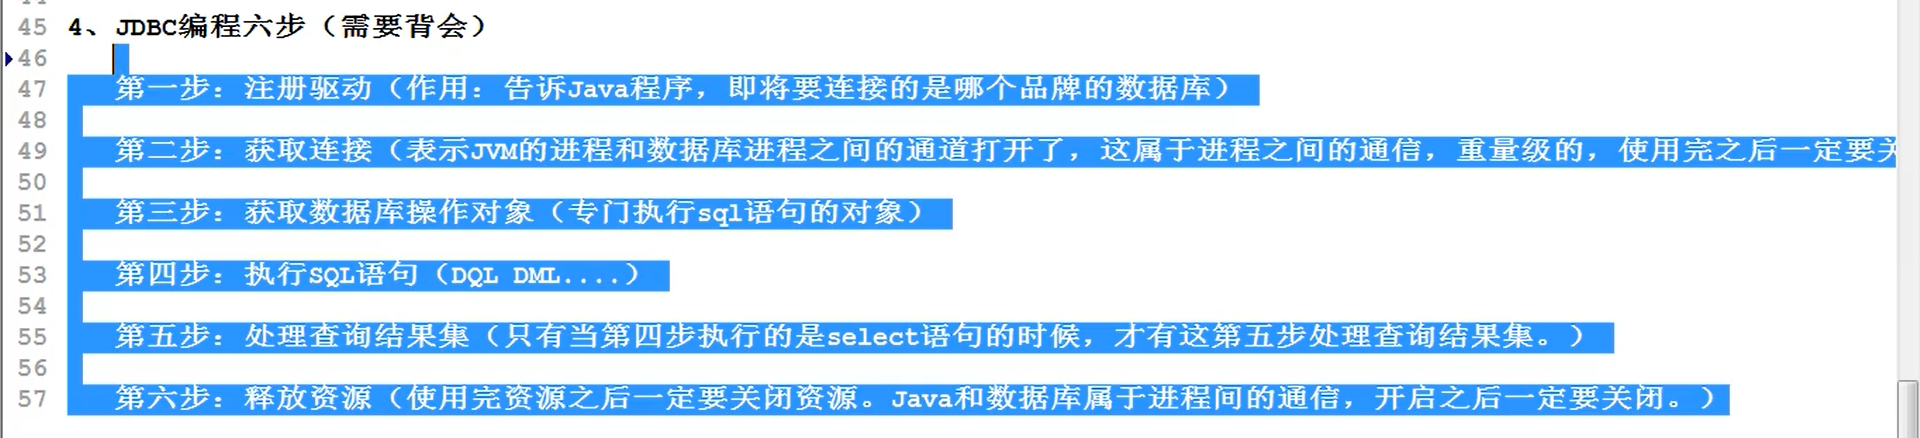 45 4、JDBC编程六步（需要背会）
46
47 第一步：注册驱动（作用：告诉Java程序，即将要连接的是哪个品牌的数据库）
48
49 第二步：获取连接（表示JVM的进程和数据库进程之间的通道打开了，这属于进程之间的通信，重量级的，使用完之后一定要关
50
51 第三步：获取数据库操作对象（专门执行sql语句的对象）
52
53 第四步：执行SQL语句（DQL DML....）
54
55 第五步：处理查询结果集（只有当第四步执行的是select语句的时候，才有这第五步处理查询结果集。）
56
57 第六步：释放资源（使用完资源之后一定要关闭资源。Java和数据库属于进程间的通信，开启之后一定要关闭。）